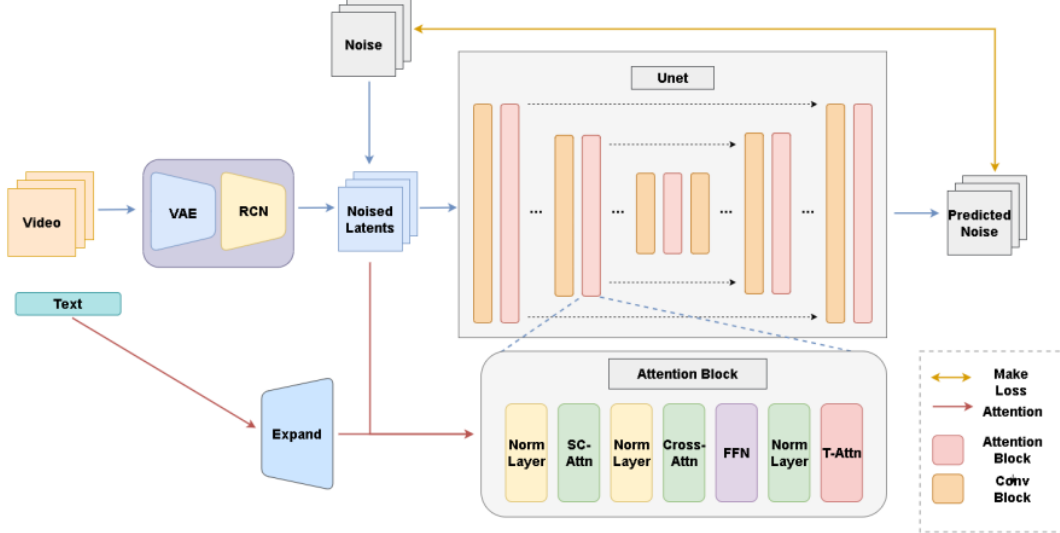 Noise
Unet
Video
VAE
RCN
Noised
Latents
...
...
...
...
Predicted
Noise
Text
Expand
Attention Block
Norm
Layer
SC-
Attn
Norm
Layer
Cross-
Attn
FFN
Norm
Layer
T-Attn
Make
Loss
Attention
Attention
Block
Conv
Block